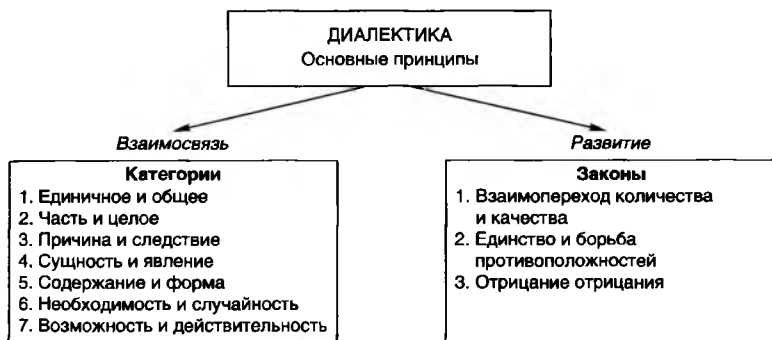 ДИАЛЕКТИКА
Основные принципы
Взаимосвязь
Категории
1. Единичное и общее
2. Часть и целое
3. Причина и следствие
4. Сущность и явление
5. Содержание и форма
6. Необходимость и случайность
7. Возможность и действительность
Развитие
Законы
1. Взаимопереход количества
и качества
2. Единство и борьба
противоположностей
3. Отрицание отрицания